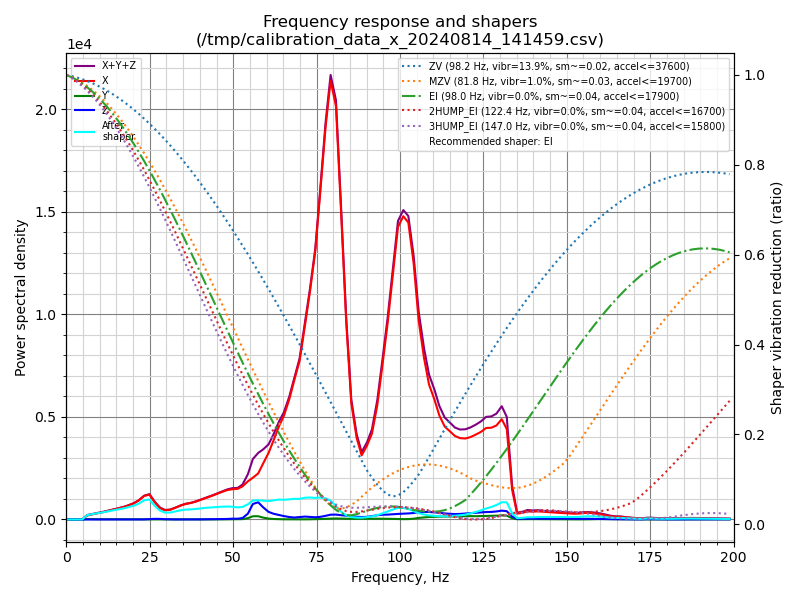 Frequency response and shapers
(/tmp/calibration_data_x_20240814_141459.csv)
1e4
X+Y+Z
X
Y
Z
After
shaper
ZV (98.2 Hz, vibr=13.9%, sm~=0.02, accel<=37600)
MZV (81.8 Hz, vibr=1.0%, sm~=0.03, accel<=19700)
EI (98.0 Hz, vibr=0.0%, sm~=0.04, accel<=17900)
2HUMP_EI (122.4 Hz, vibr=0.0%, sm~=0.04, accel<=16700)
3HUMP_EI (147.0 Hz, vibr=0.0%, sm~=0.04, accel<=15800)
Recommended shaper: EI
Power spectral density
2.0
1.5
1.0
0.5
0.0
1.0
0.8
0.6
0.4
0.2
0.0
Shaper vibration reduction (ratio)
0 25 50 75 100 125 150 175 200
Frequency, Hz